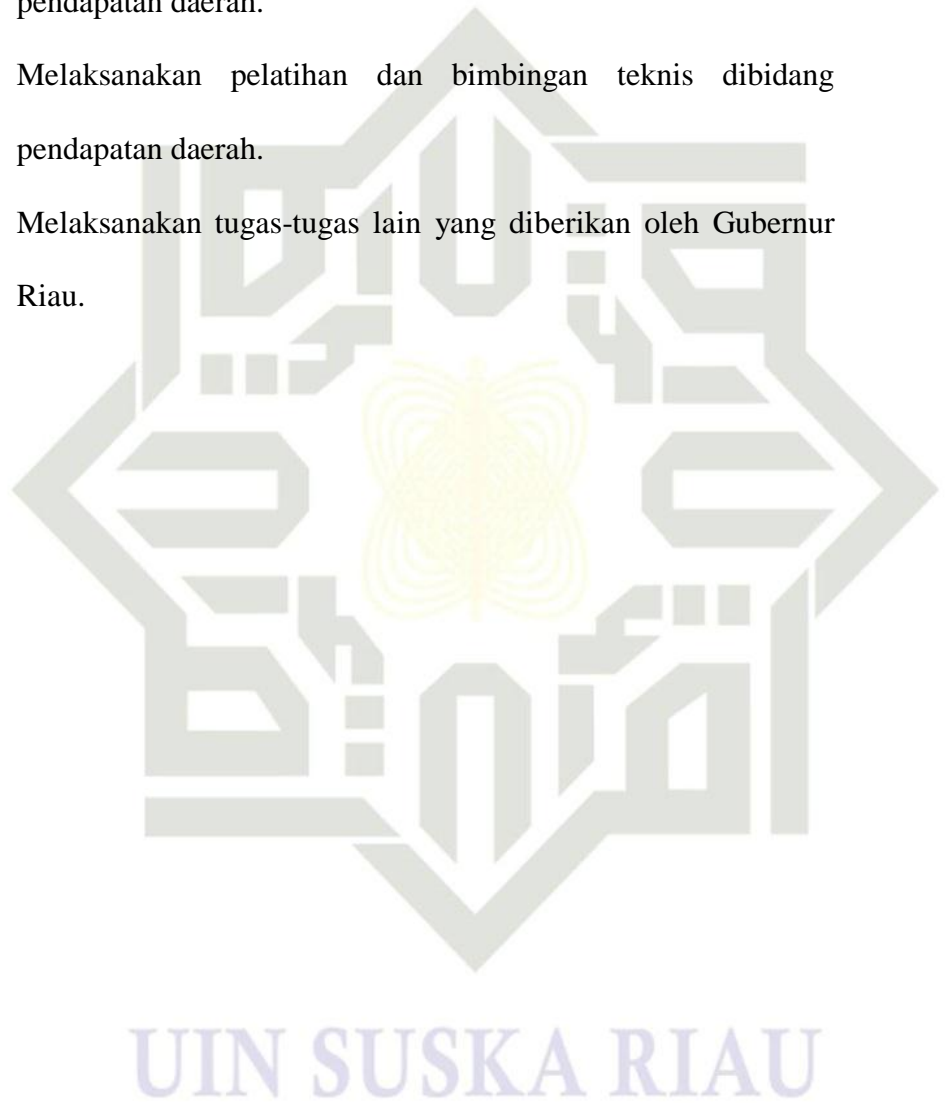 pendapatan daerah.
Melaksanakan pelatihan dan bimbingan teknis dibidang
pendapatan daerah.
Melaksanakan tugas-tugas lain yang diberikan oleh Gubernur
Riau.
UIN SUSKA RIAU